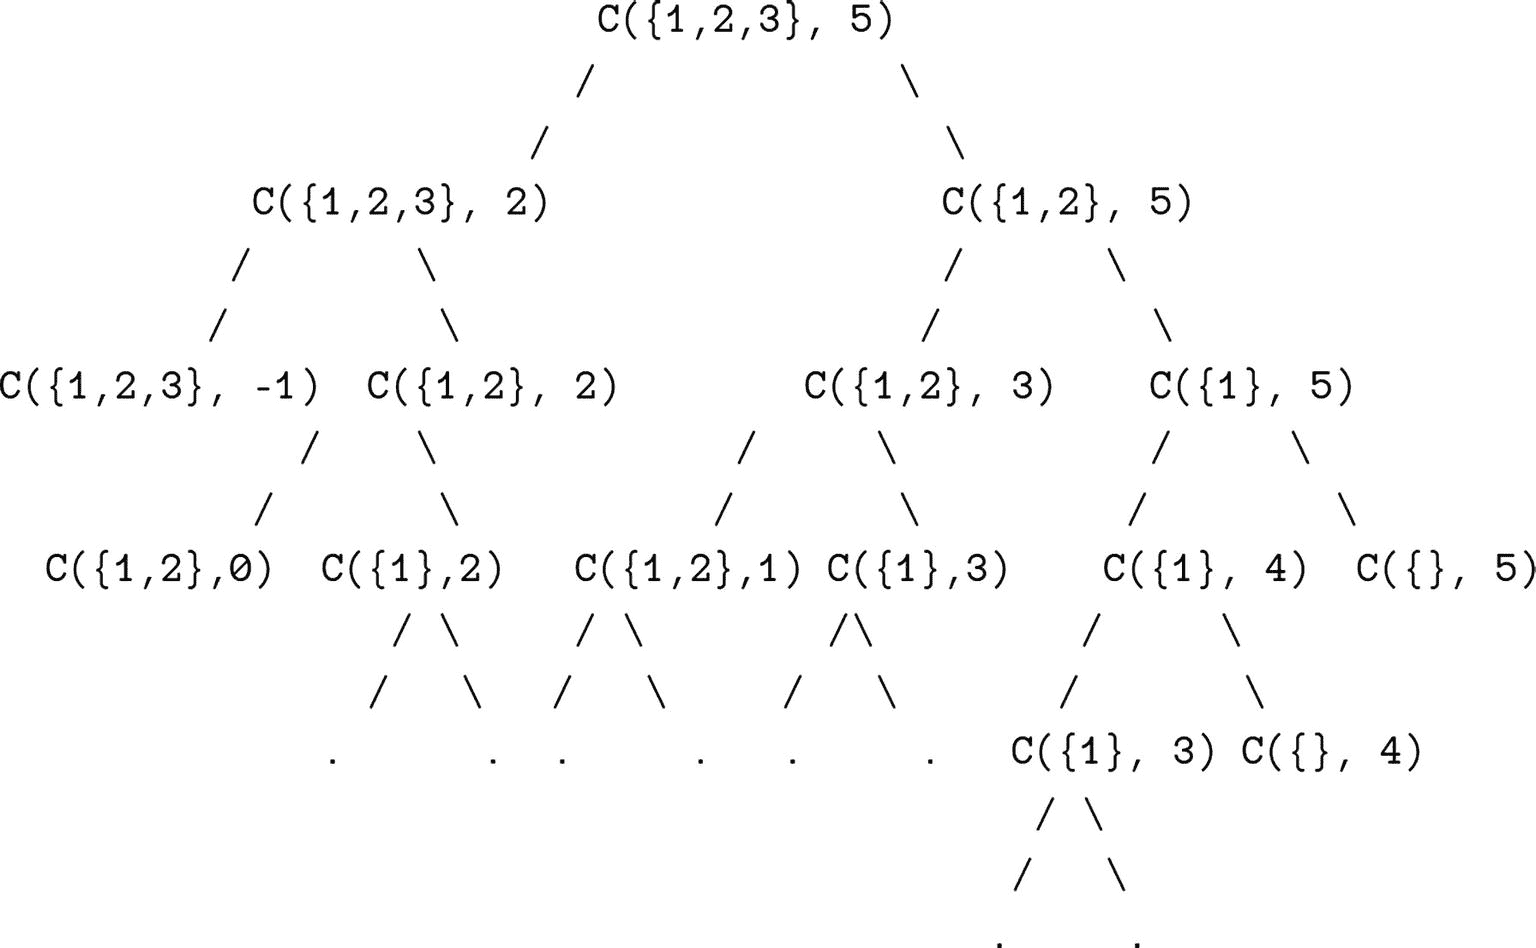 C({1,2,3}, 5)
/ \
/ \
C({1,2,3}, 2) C({1,2}, 5)
/ \ / \
/ \ / \
C({1,2,3}, -1) C({1,2}, 2) C({1,2}, 3) C({1}, 5)
/ \ / \ / \
/ \ / \ / \
C({1,2},0) C({1},2) C({1,2},1) C({1},3) C({1}, 4) C({}, 5)
/ \ / \ /\ / \
/ \ / \ / \ / \
. . . . . . C({1}, 3) C({}, 4)
/ \
/ \
. .